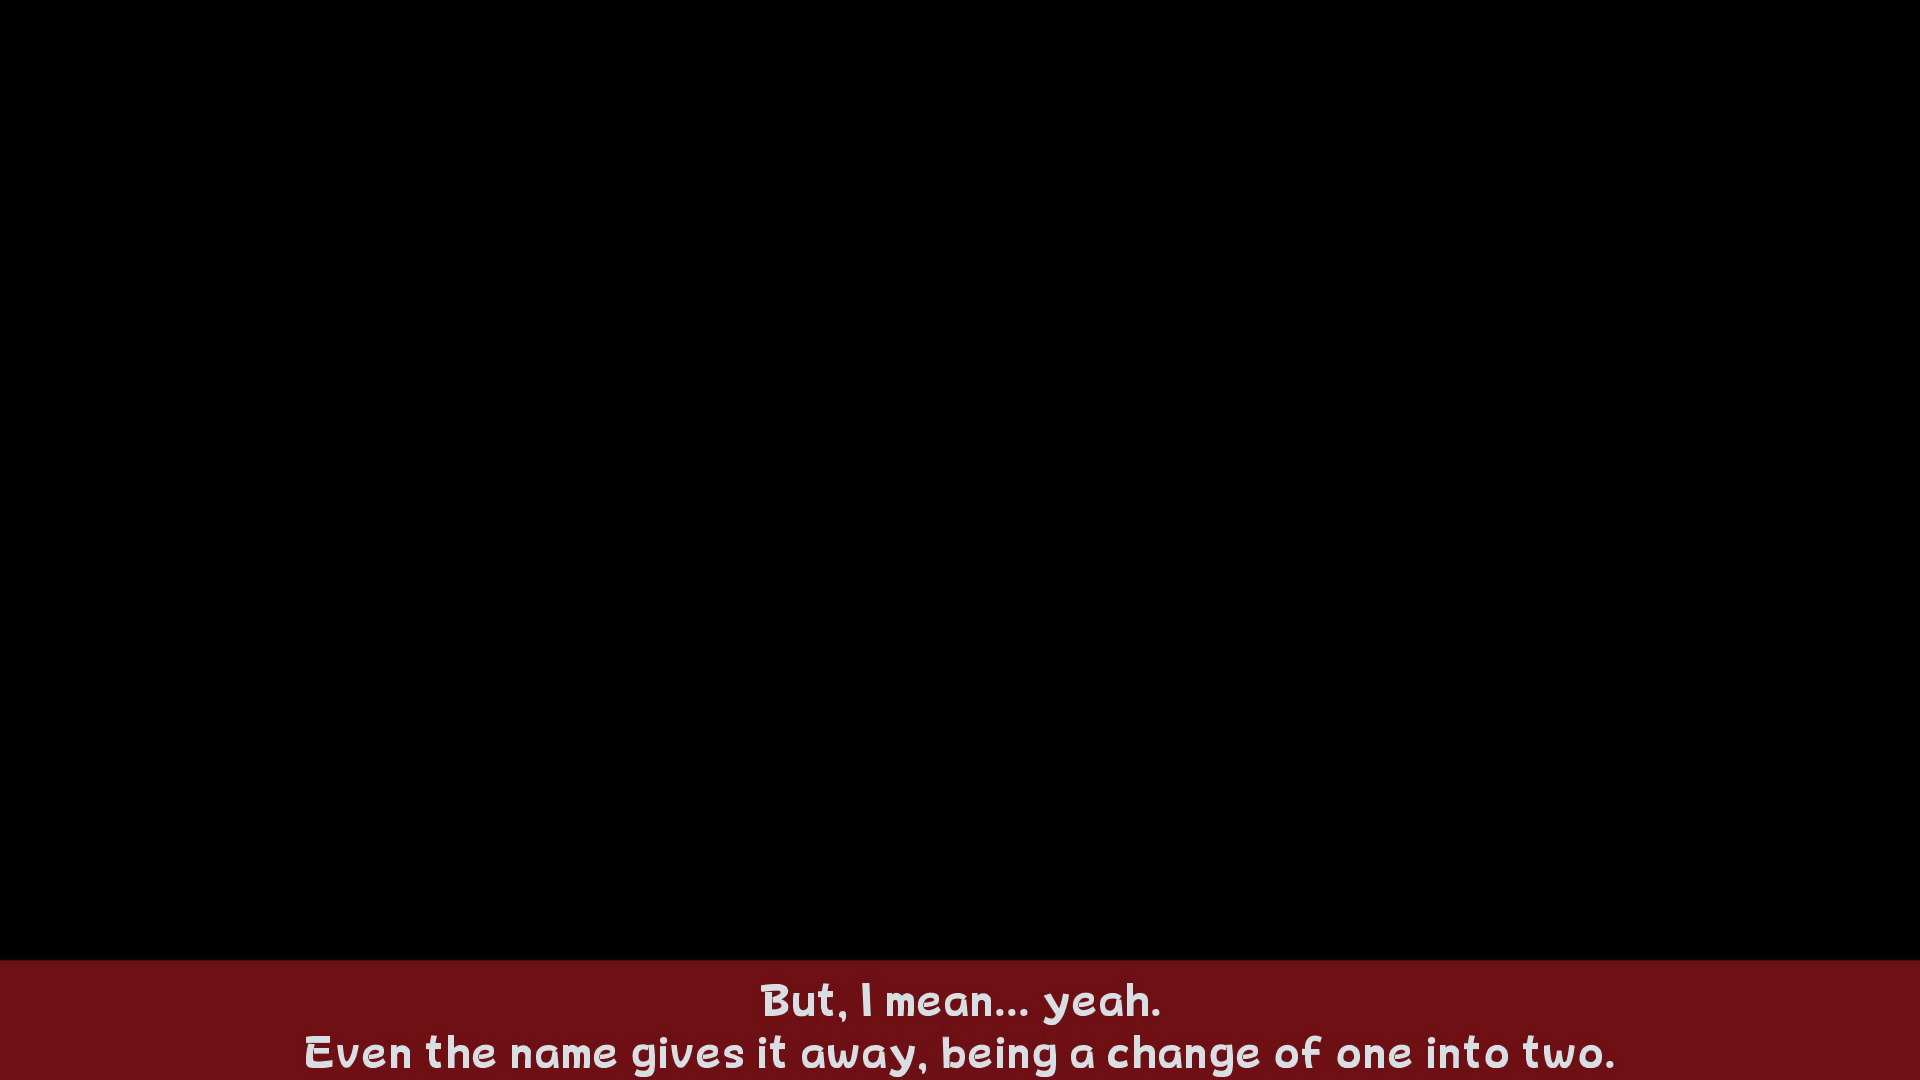 But, I mean... yeah.
Even the name gives it away, being a change of one into two.